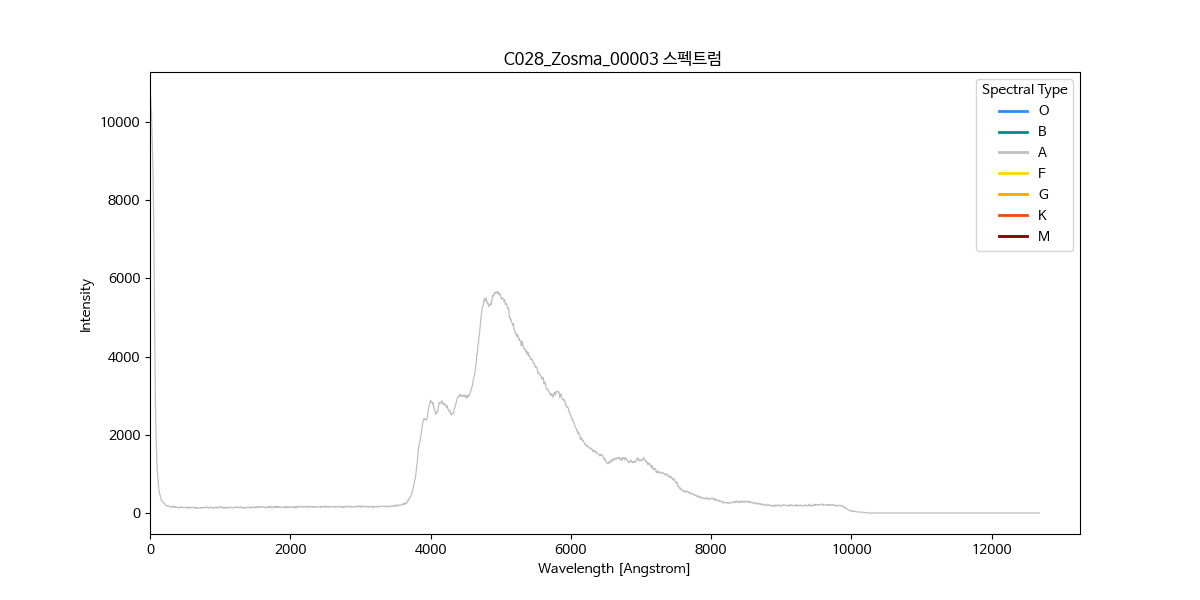 C028_Zosma_00003 스펙트럼
Intensity
10000
8000
6000
4000
2000
0
0
2000
4000
6000
8000
10000
12000
Wavelength [Angstrom]
Spectral Type
O
B
A
F
G
K
M